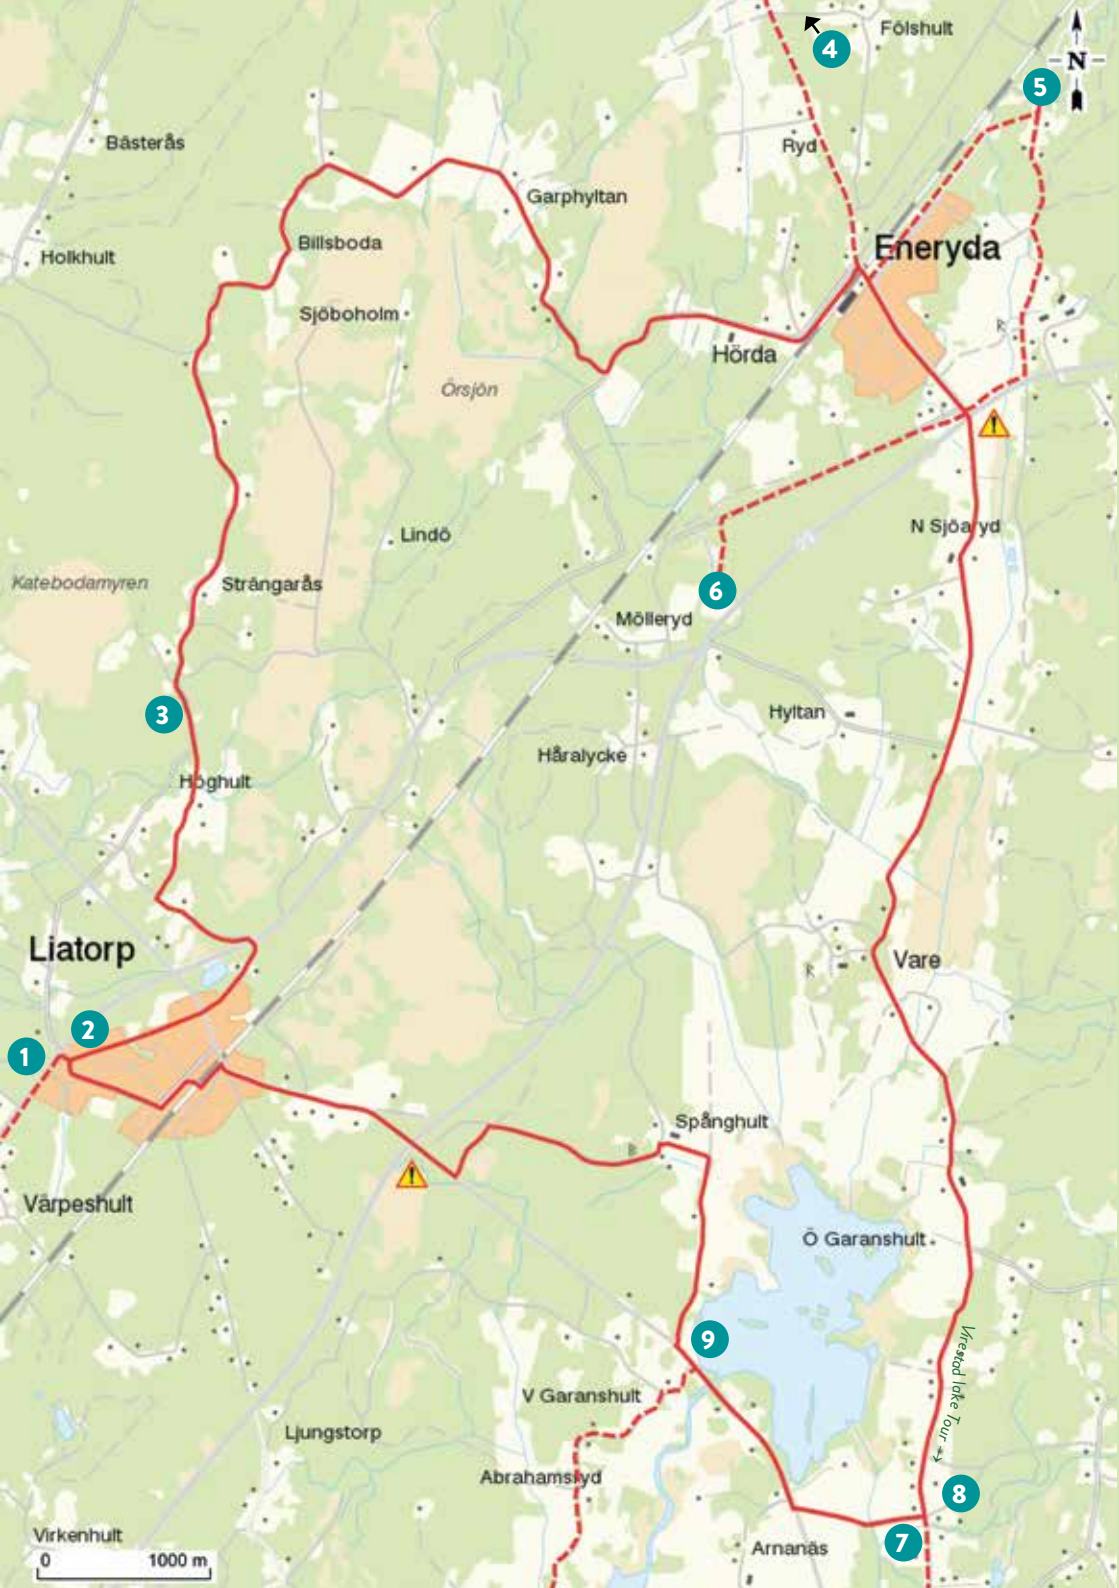 Fölshult
4
N
5
Ryd
Bästerås
Garphyltan
Eneryda
Billsboda
Holkhult
Sjöboholm
Hörda
Örsjön
N Sjöaryd
Lindö
Katebodamyren
Strångarås
6
Mölleryd
3
Hyltan
Håralycke
Höghult
Liatorp
Vare
2
1
Spånghult
Värpeshult
Ö Garanshult
9
Virestad lake Tour
V Garanshult
Ljungstorp
Abrahamsryd
8
Virkenhult
7
Arnanäs
0 1000 m